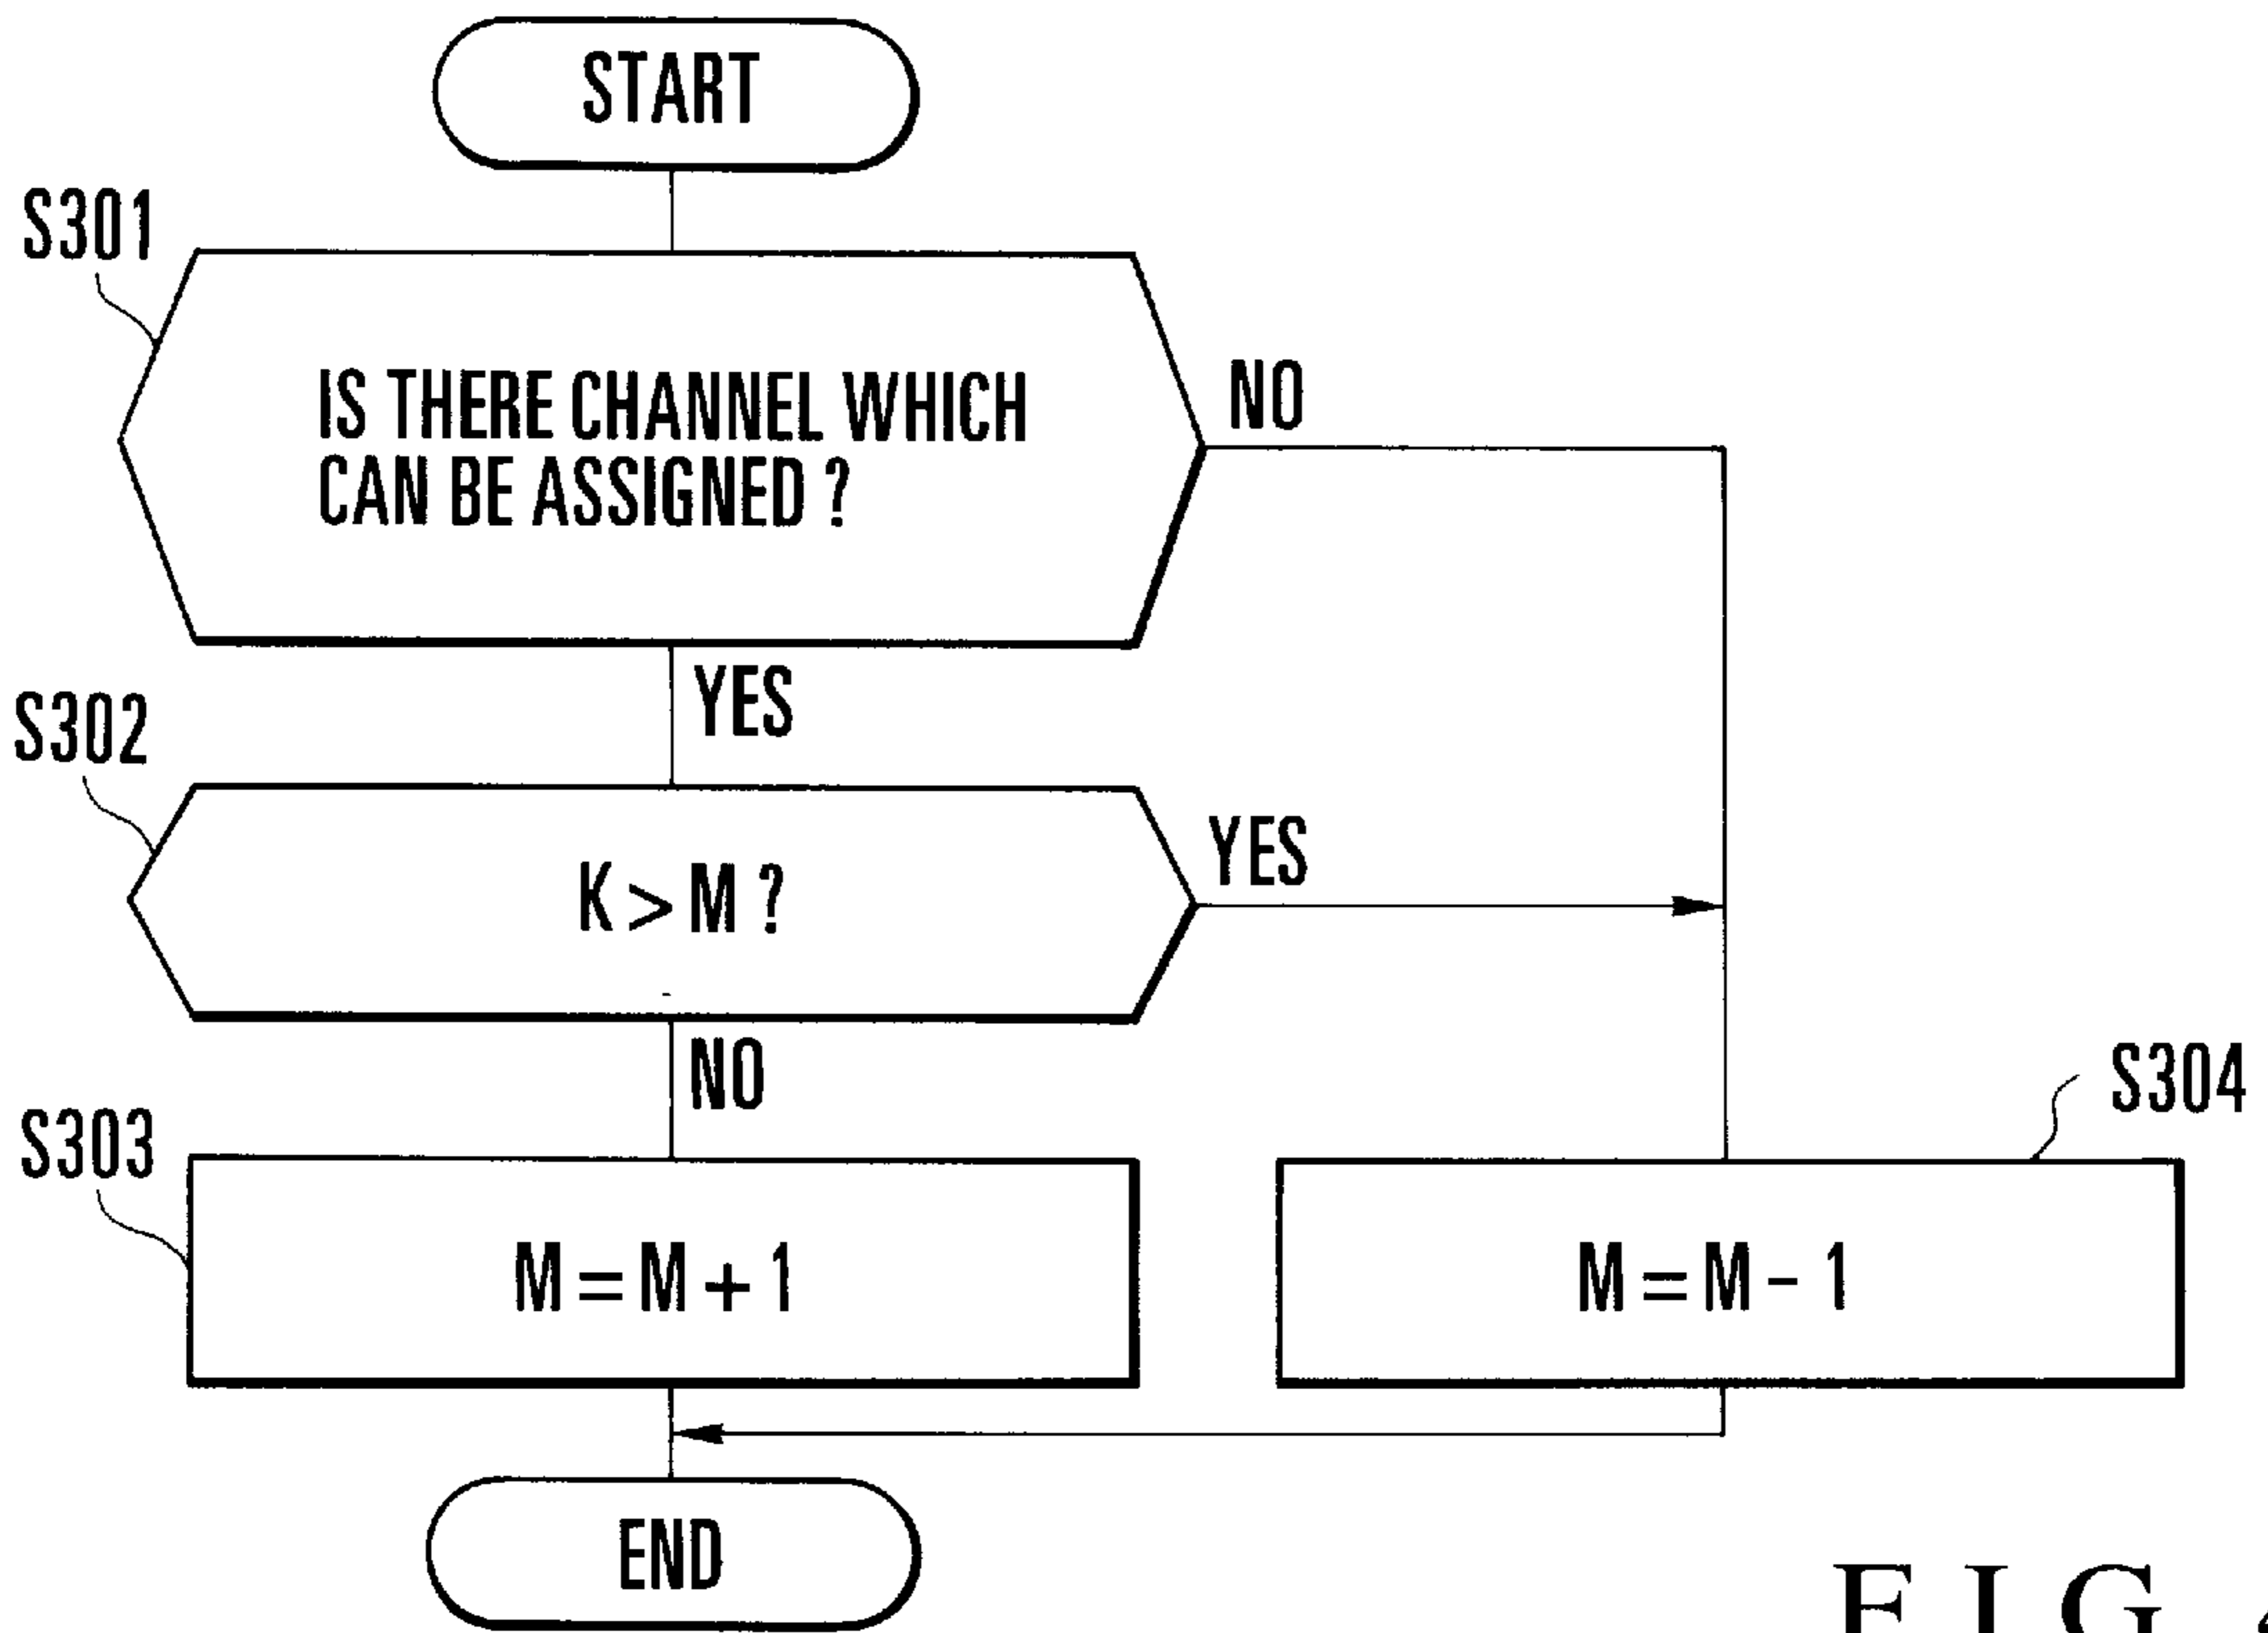 START
S301
IS THERE CHANNEL WHICH
CAN BE ASSIGNED ?
NO
YES
S302
K > M ?
YES
NO
S303
M = M + 1
S304
M = M - 1
END
FIG